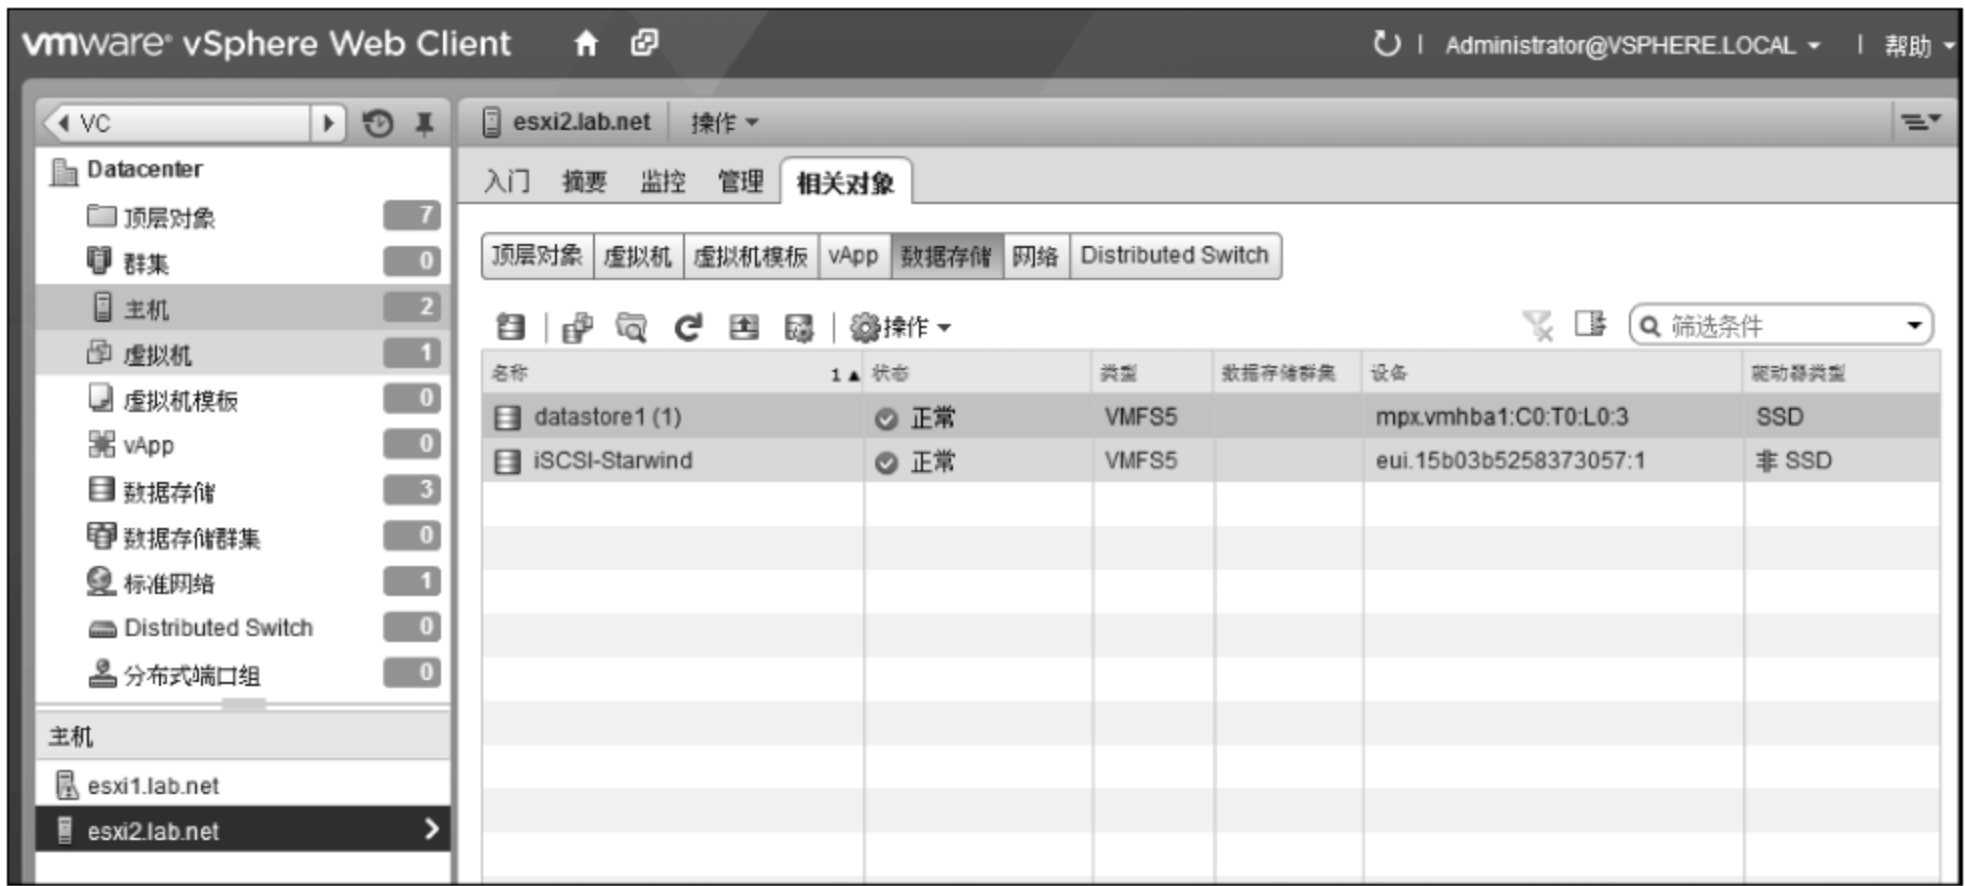 vmware® vSphere Web Client
Administrator@VSPHERE.LOCAL
帮助
VC
Datacenter
顶层对象 7
群集 0
主机 2
虚拟机 1
虚拟机模板 0
vApp 0
数据存储 3
数据存储群集 0
标准网络 1
Distributed Switch 0
分布式端口组 0
主机
esxi1.lab.net
esxi2.lab.net
esxi2.lab.net 操作
入门 摘要 监控 管理 相关对象
顶层对象 虚拟机 虚拟机模板 vApp 数据存储 网络 Distributed Switch
操作 筛选条件
名称 1 ▲ 状态 类型 数据存储群集 设备 驱动器类型
datastore1 (1) 正常 VMFS5 mpx.vmhba1:C0:T0:L0:3 SSD
iSCSI-Starwind 正常 VMFS5 eui.15b03b5258373057:1 非 SSD